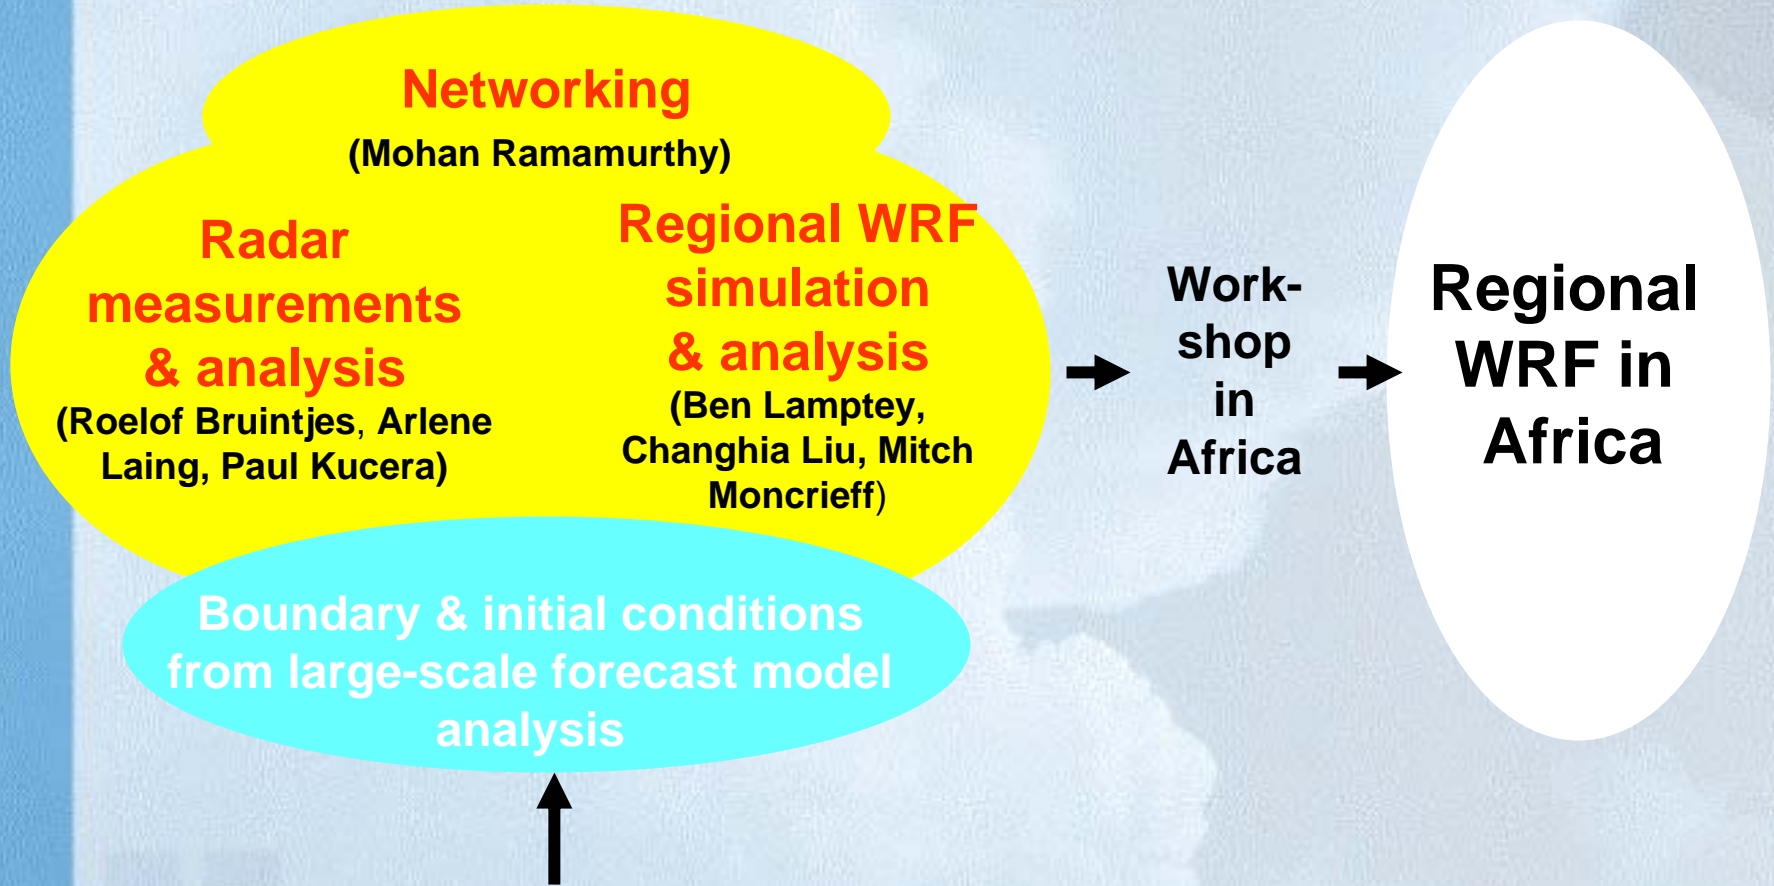 Networking
(Mohan Ramamurthy)
Radar
measurements
& analysis
(Roelof Bruintjes, Arlene
Laing, Paul Kucera)
Regional WRF
simulation
& analysis
(Ben Lamptey,
Changhia Liu, Mitch
Moncrieff)
Boundary & initial conditions
from large-scale forecast model
analysis
Work-
shop
in
Africa
Regional
WRF in
Africa